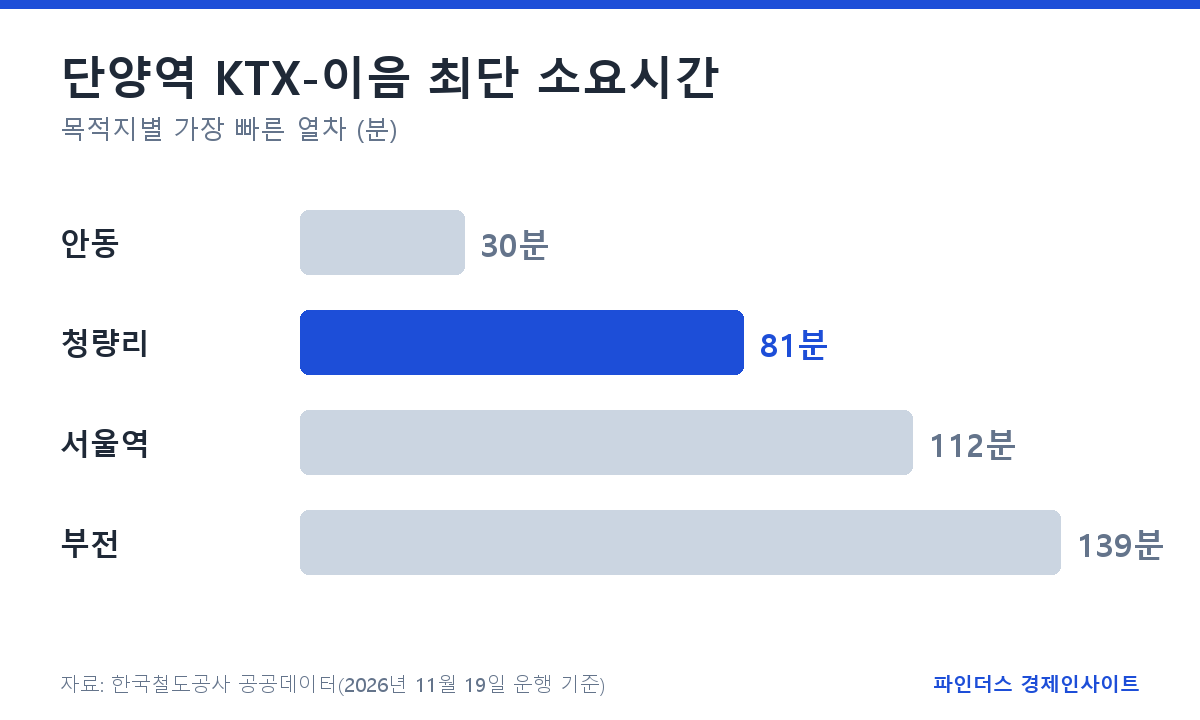 단양역 KTX-이음 최단 소요시간
목적지별 가장 빠른 열차 (분)
안동 30분
청량리 81분
서울역 112분
부전 139분
자료: 한국철도공사 공공데이터(2026년 11월 19일 운행 기준)
파인더스 경제인사이트